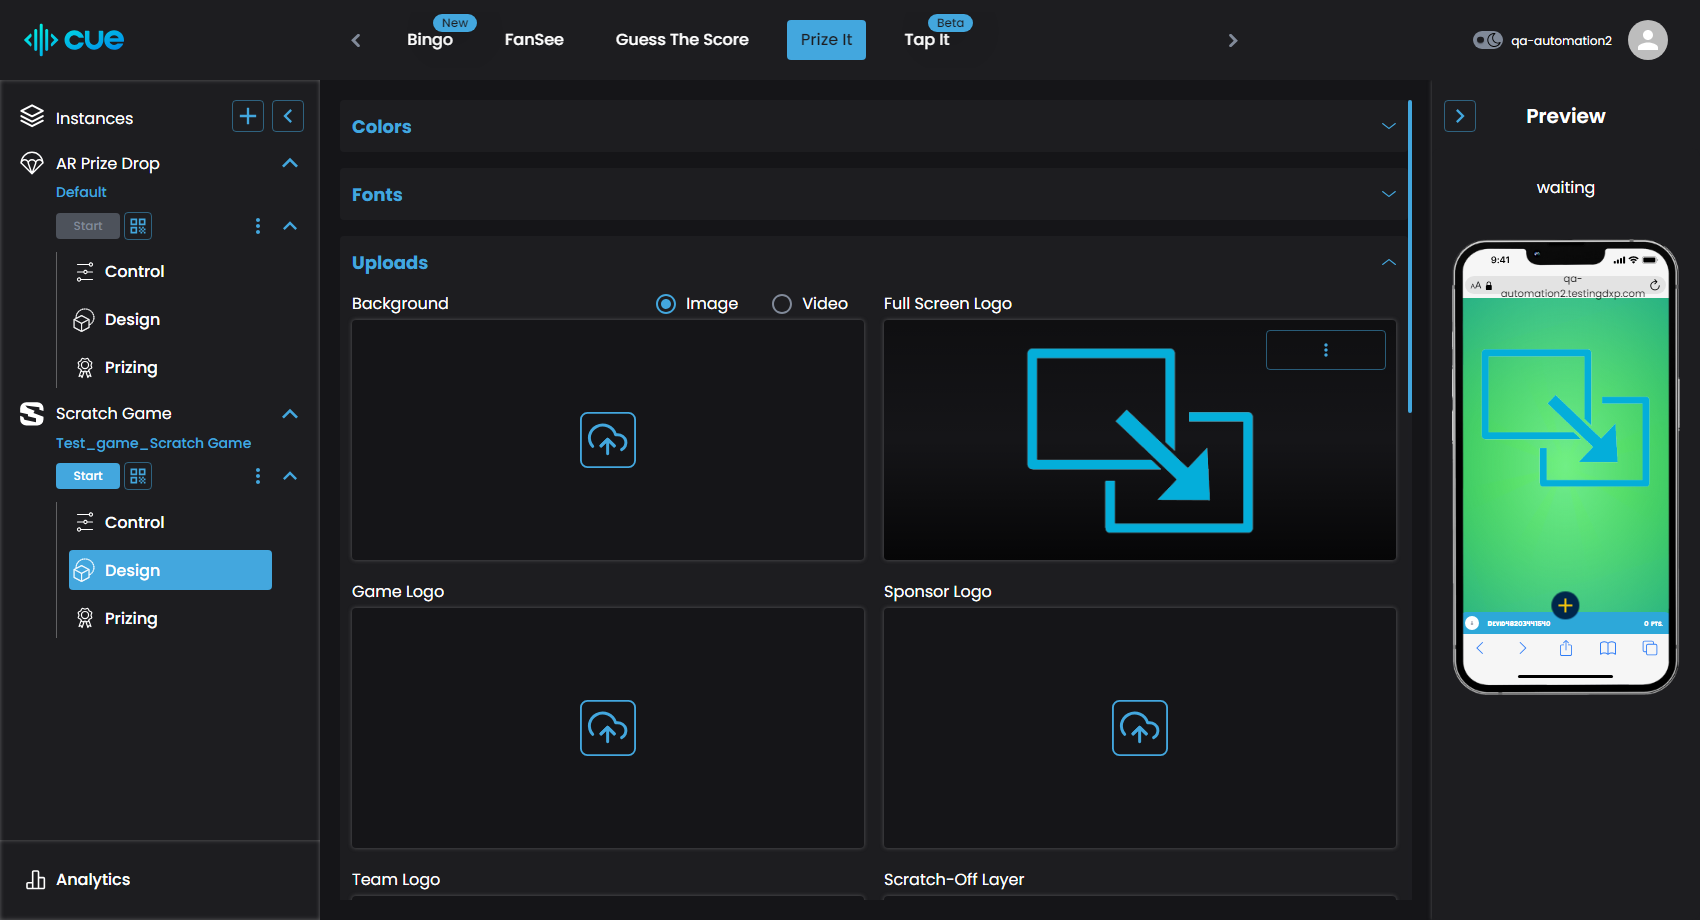 cue
New
Bingo
FanSee
Guess The Score
Prize It
Beta
Tap It
qa-automation2
Instances
AR Prize Drop
Default
Start
Control
Design
Prizing
Scratch Game
Test_game_Scratch Game
Start
Control
Design
Prizing
Analytics
Colors
Fonts
Uploads
Background
Image
Video
Full Screen Logo
Game Logo
Sponsor Logo
Team Logo
Scratch-Off Layer
Preview
waiting
9:41
AA
qa-
automation2.testingdxp.com
0 PTS.